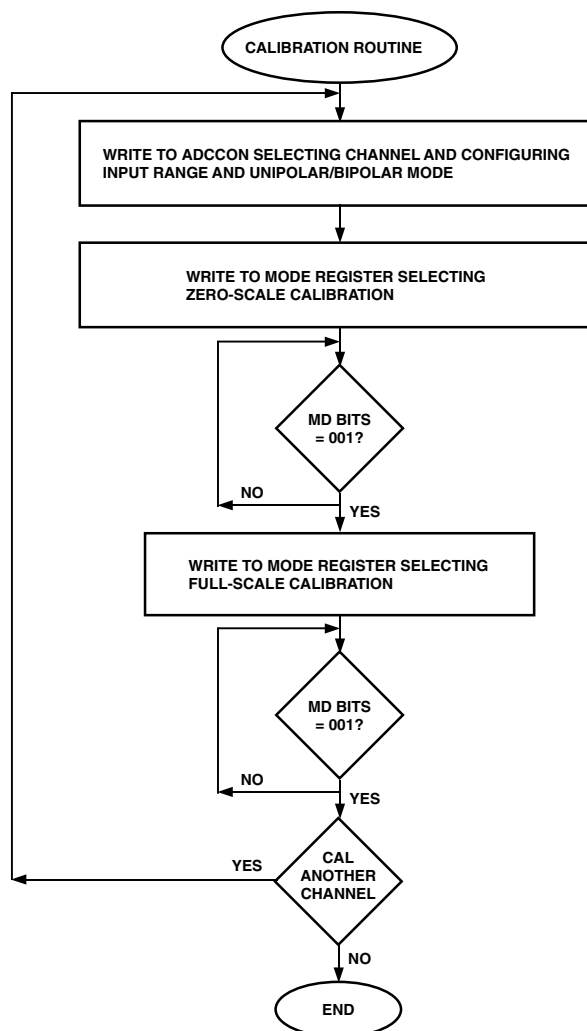 CALIBRATION ROUTINE
WRITE TO ADCCON SELECTING CHANNEL AND CONFIGURING
INPUT RANGE AND UNIPOLAR/BIPOLAR MODE
WRITE TO MODE REGISTER SELECTING
ZERO-SCALE CALIBRATION
MD BITS
= 001?
NO
YES
WRITE TO MODE REGISTER SELECTING
FULL-SCALE CALIBRATION
MD BITS
= 001?
NO
YES
YES
CAL
ANOTHER
CHANNEL
NO
END